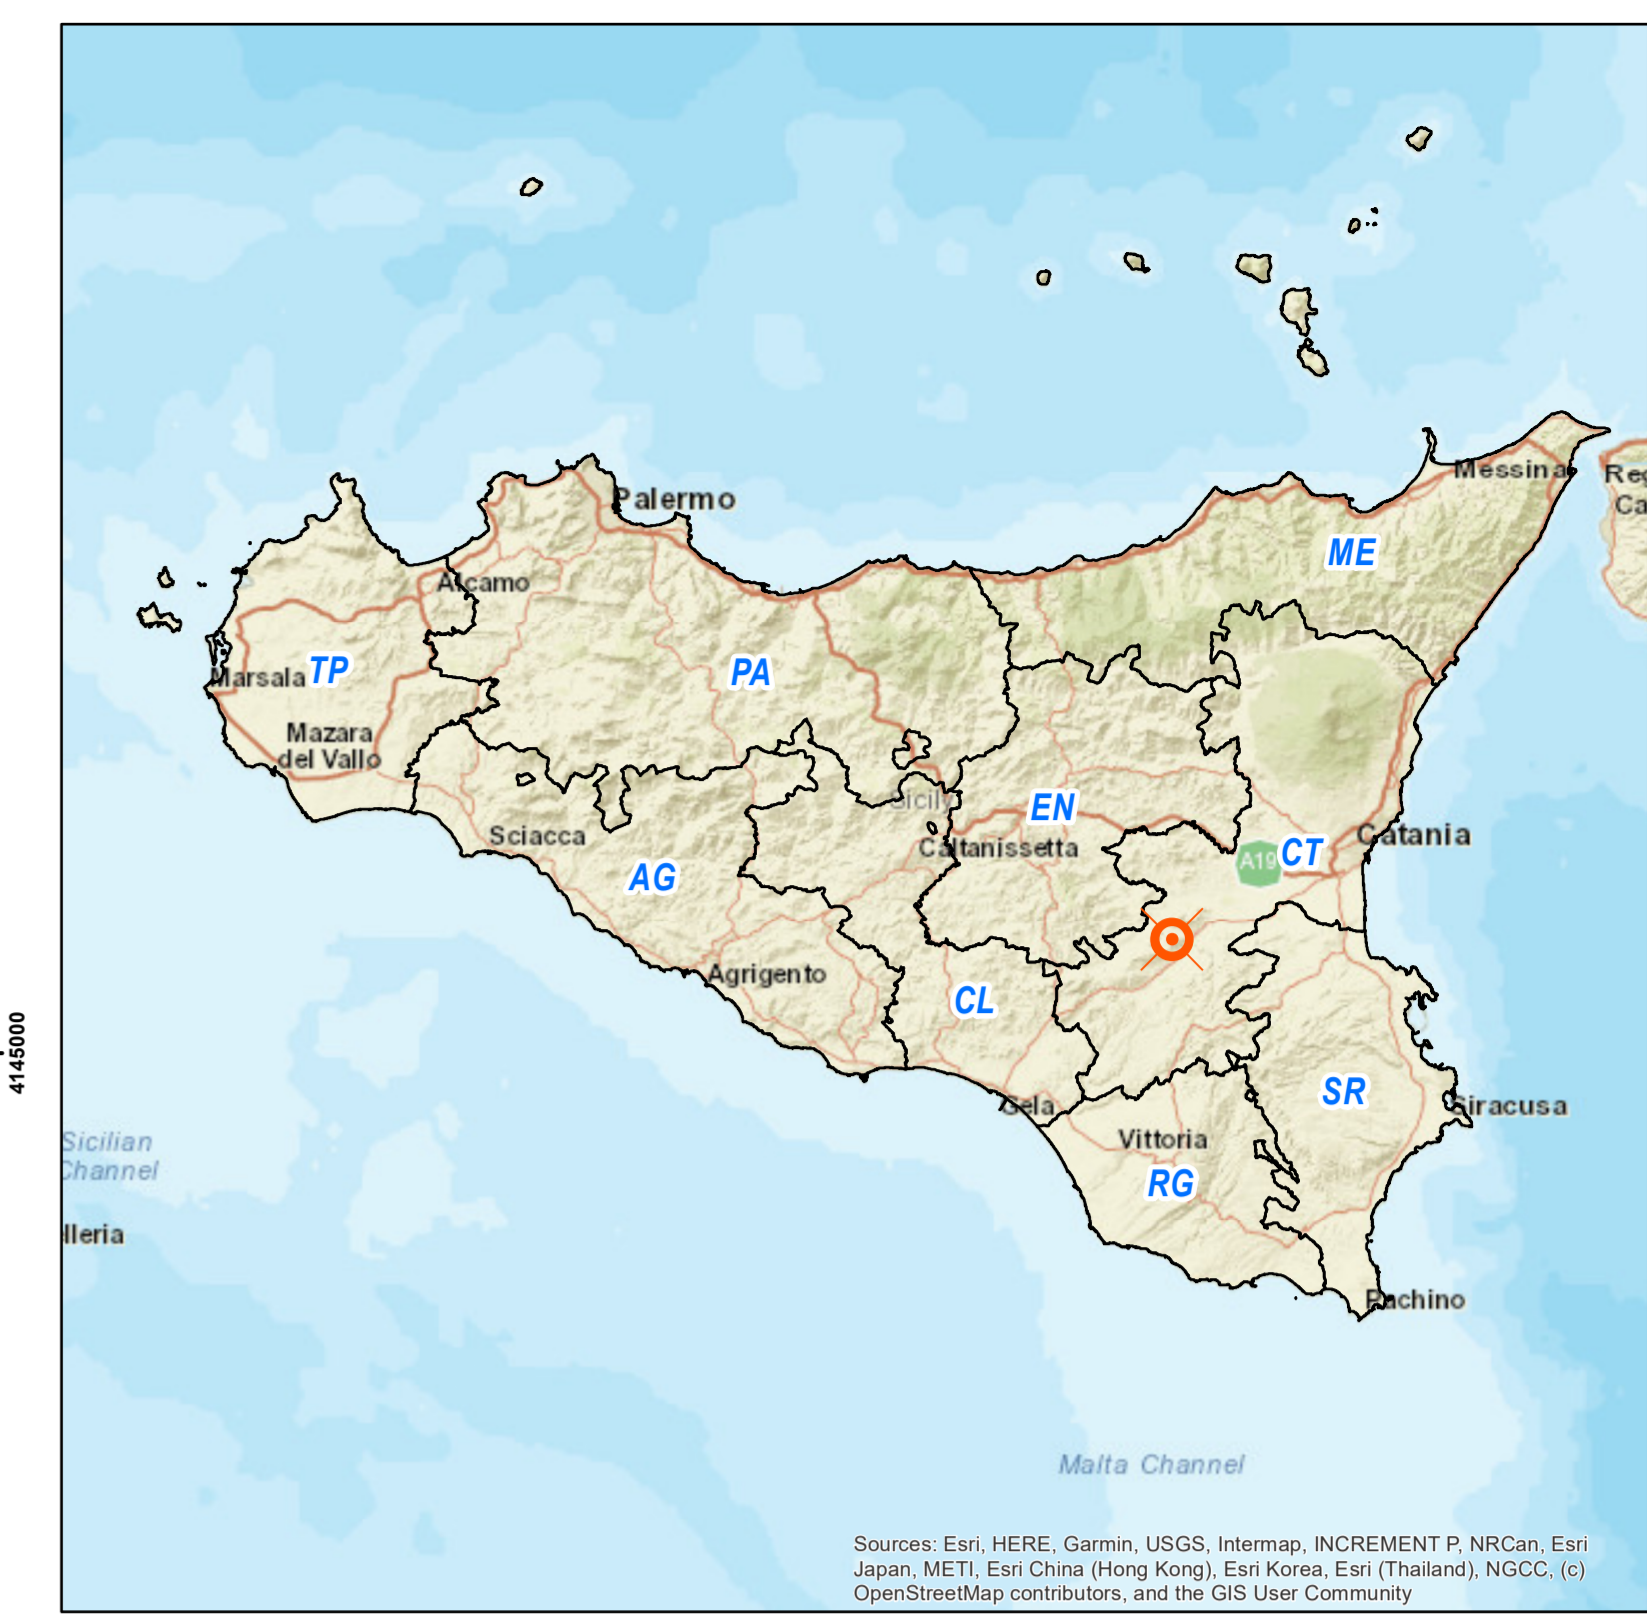 Messina
Reg
Ca
Palermo
ME
Alcamo
TP
Marsala
PA
Mazara
del Vallo
Sicily
EN
Sciacca
Caltanissetta
A19
CT
Catania
AG
Agrigento
CL
4145000
SR
Gela
Siracusa
Vittoria
Sicilian
Channel
RG
lleria
Pachino
Malta Channel
Sources: Esri, HERE, Garmin, USGS, Intermap, INCREMENT P, NRCan, Esri
Japan, METI, Esri China (Hong Kong), Esri Korea, Esri (Thailand), NGCC, (c)
OpenStreetMap contributors, and the GIS User Community